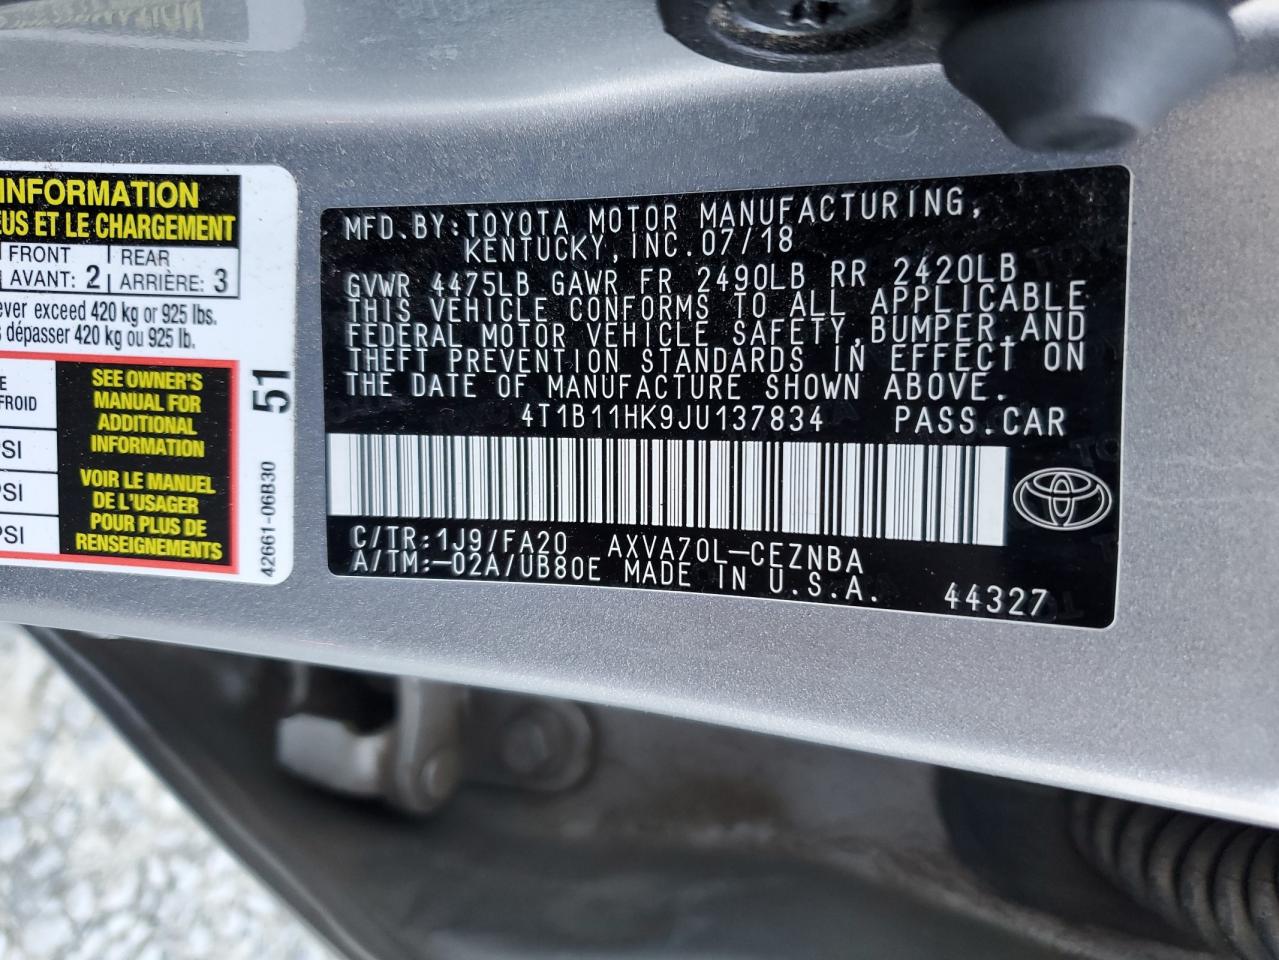 INFORMATION
EUS ET LE CHARGEMENT
FRONT
AVANT: 2
REAR
ARRIÈRE: 3
ever exceed 420 kg or 925 lbs.
dépasser 420 kg ou 925 lb.
FROID
PSI
PSI
PSI
SEE OWNER'S
MANUAL FOR
ADDITIONAL
INFORMATION
VOIR LE MANUEL
DE L'USAGER
POUR PLUS DE
RENSEIGNEMENTS
51
42661-06B30
MFD.BY:TOYOTA MOTOR MANUFACTURING,
KENTUCKY,INC.07/18
GVWR 4475LB GAWR FR 2490LB RR 2420LB
THIS VEHICLE CONFORMS TO ALL APPLICABLE
FEDERAL MOTOR VEHICLE SAFETY,BUMPER,AND
THEFT PREVENTION STANDARDS IN EFFECT ON
THE DATE OF MANUFACTURE SHOWN ABOVE.
4T1B11HK9JU137834 PASS.CAR
C/TR:1J9/FA20 AXVA70L-CEZNBA
A/TM:-02A/UB80E MADE IN U.S.A.
44327